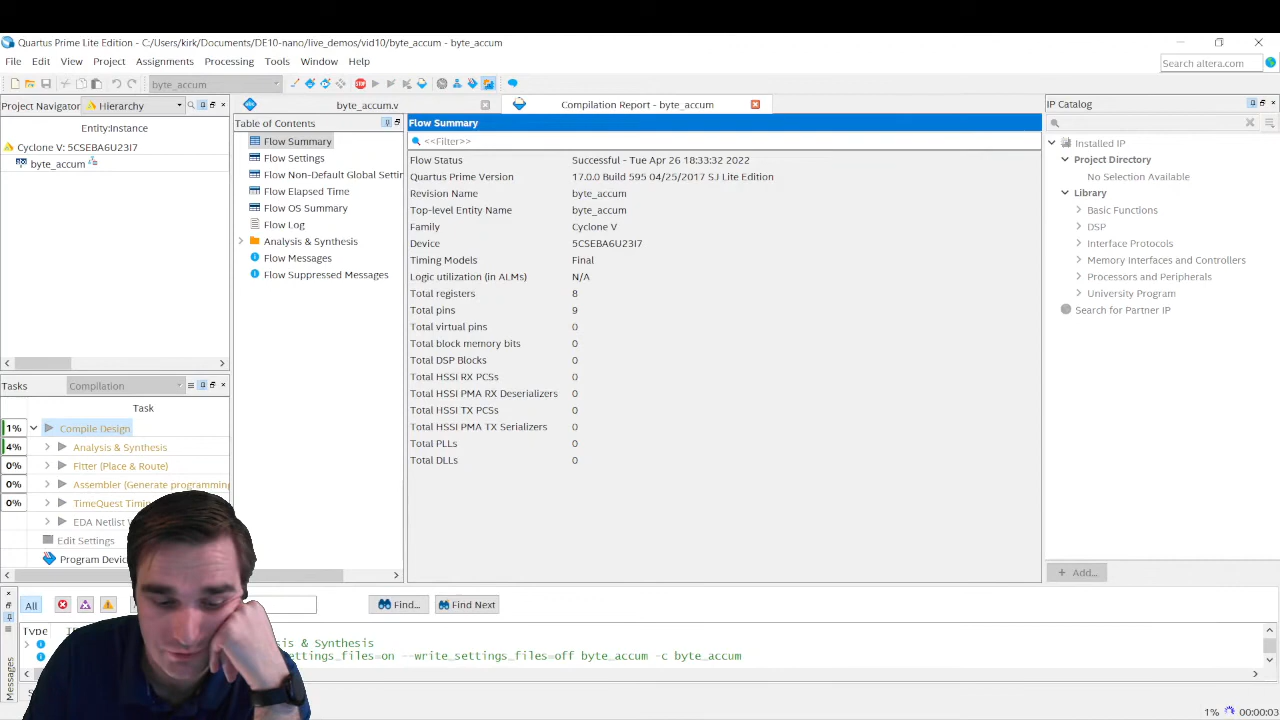 Quartus Prime Lite Edition - C:/Users/kirk/Documents/DE10-nano/live_demos/vid10/byte_accum - byte_accum
File Edit View Project Assignments Processing Tools Window Help
Search altera.com
byte_accum
Project Navigator Hierarchy
Entity:Instance
Cyclone V: 5CSEBA6U23I7
byte_accum
Tasks Compilation
Task
1% Compile Design
4% Analysis & Synthesis
0% Fitter (Place & Route)
0% Assembler (Generate programming
0% TimeQuest Timin
EDA Netlist
Edit Settings
Program Devic
byte_accum.v
Compilation Report - byte_accum
Table of Contents
Flow Summary
Flow Settings
Flow Non-Default Global Settin
Flow Elapsed Time
Flow OS Summary
Flow Log
Analysis & Synthesis
Flow Messages
Flow Suppressed Messages
Flow Summary
<<Filter>>
Flow Status Successful - Tue Apr 26 18:33:32 2022
Quartus Prime Version 17.0.0 Build 595 04/25/2017 SJ Lite Edition
Revision Name byte_accum
Top-level Entity Name byte_accum
Family Cyclone V
Device 5CSEBA6U23I7
Timing Models Final
Logic utilization (in ALMs) N/A
Total registers 8
Total pins 9
Total virtual pins 0
Total block memory bits 0
Total DSP Blocks 0
Total HSSI RX PCSs 0
Total HSSI PMA RX Deserializers 0
Total HSSI TX PCSs 0
Total HSSI PMA TX Serializers 0
Total PLLs 0
Total DLLs 0
IP Catalog
Installed IP
Project Directory
No Selection Available
Library
Basic Functions
DSP
Interface Protocols
Memory Interfaces and Controllers
Processors and Peripherals
University Program
Search for Partner IP
+ Add...
All
Find...
Find Next
Type
sis & Synthesis
ettings_files=on --write_settings_files=off byte_accum -c byte_accum
Messages
1% 00:00:03